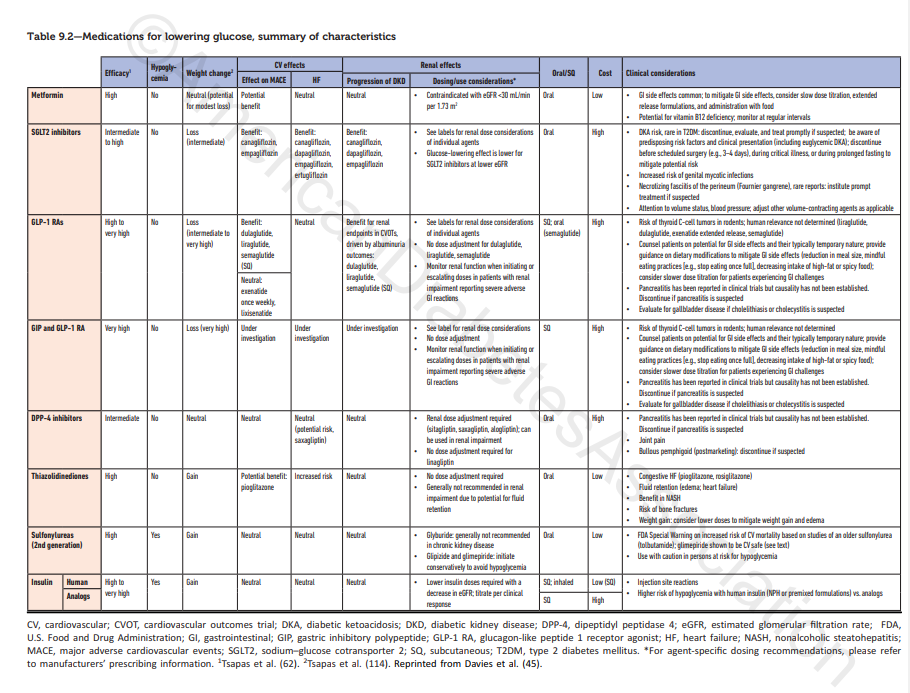 Table 9.2—Medications for lowering glucose, summary of characteristics
Efficacy¹
Hypogly-
cemia
Weight change²
CV effects
Effect on MACE
HF
Renal effects
Progression of DKD
Dosing/use considerations*
Oral/SQ
Cost
Clinical considerations
Metformin
High
No
Neutral (potential
for modest loss)
Potential
benefit
Neutral
Neutral
• Contraindicated with eGFR <30 mL/min
per 1.73 m²
Oral
Low
• GI side effects common; to mitigate GI side effects, consider slow dose titration, extended
release formulations, and administration with food
• Potential for vitamin B12 deficiency; monitor at regular intervals
SGLT2 inhibitors
Intermediate
to high
No
Loss
(intermediate)
Benefit:
canagliflozin,
empagliflozin
Benefit:
canagliflozin,
dapagliflozin,
empagliflozin,
ertugliflozin
Benefit:
canagliflozin,
dapagliflozin,
empagliflozin
• See labels for renal dose considerations
of individual agents
• Glucose-lowering effect is lower for
SGLT2 inhibitors at lower eGFR
Oral
High
• DKA risk, rare in T2DM: discontinue, evaluate, and treat promptly if suspected; be aware of
predisposing risk factors and clinical presentation (including euglycemic DKA); discontinue
before scheduled surgery (e.g., 3–4 days), during critical illness, or during prolonged fasting to
mitigate potential risk
• Increased risk of genital mycotic infections
• Necrotizing fasciitis of the perineum (Fournier gangrene), rare reports: institute prompt
treatment if suspected
• Attention to volume status, blood pressure; adjust other volume-contracting agents as applicable
GLP-1 RAs
High to
very high
No
Loss
(intermediate to
very high)
Benefit:
dulaglutide,
liraglutide,
semaglutide
(SQ)
Neutral:
exenatide
once weekly,
lixisenatide
Neutral
Benefit for renal
endpoints in CVOTs,
driven by albuminuria
outcomes:
dulaglutide,
liraglutide,
semaglutide (SQ)
• See labels for renal dose considerations
of individual agents
• No dose adjustment for dulaglutide,
liraglutide, semaglutide
• Monitor renal function when initiating or
escalating doses in patients with renal
impairment reporting severe adverse
GI reactions
SQ; oral
(semaglutide)
High
• Risk of thyroid C-cell tumors in rodents; human relevance not determined (liraglutide,
dulaglutide, exenatide extended release, semaglutide)
• Counsel patients on potential for GI side effects and their typically temporary nature; provide
guidance on dietary modifications to mitigate GI side effects (reduction in meal size, mindful
eating practices [e.g., stop eating once full], decreasing intake of high-fat or spicy food);
consider slower dose titration for patients experiencing GI challenges
• Pancreatitis has been reported in clinical trials but causality has not been established.
Discontinue if pancreatitis is suspected
• Evaluate for gallbladder disease if cholelithiasis or cholecystitis is suspected
GIP and GLP-1 RA
Very high
No
Loss (very high)
Under
investigation
Under
investigation
Under investigation
• See label for renal dose considerations
• No dose adjustment
• Monitor renal function when initiating or
escalating doses in patients with renal
impairment reporting severe adverse
GI reactions
SQ
High
• Risk of thyroid C-cell tumors in rodents; human relevance not determined
• Counsel patients on potential for GI side effects and their typically temporary nature; provide
guidance on dietary modifications to mitigate GI side effects (reduction in meal size, mindful
eating practices [e.g., stop eating once full], decreasing intake of high-fat or spicy food);
consider slower dose titration for patients experiencing GI challenges
• Pancreatitis has been reported in clinical trials but causality has not been established.
Discontinue if pancreatitis is suspected
• Evaluate for gallbladder disease if cholelithiasis or cholecystitis is suspected
DPP-4 inhibitors
Intermediate
No
Neutral
Neutral
Neutral
(potential risk,
saxagliptin)
Neutral
• Renal dose adjustment required
(sitagliptin, saxagliptin, alogliptin); can
be used in renal impairment
• No dose adjustment required for
linagliptin
Oral
High
• Pancreatitis has been reported in clinical trials but causality has not been established.
Discontinue if pancreatitis is suspected
• Joint pain
• Bullous pemphigoid (postmarketing): discontinue if suspected
Thiazolidinediones
High
No
Gain
Potential benefit:
pioglitazone
Increased risk
Neutral
• No dose adjustment required
• Generally not recommended in renal
impairment due to potential for fluid
retention
Oral
Low
• Congestive HF (pioglitazone, rosiglitazone)
• Fluid retention (edema; heart failure)
• Benefit in NASH
• Risk of bone fractures
• Weight gain: consider lower doses to mitigate weight gain and edema
Sulfonylureas
(2nd generation)
High
Yes
Gain
Neutral
Neutral
Neutral
• Glyburide: generally not recommended
in chronic kidney disease
• Glipizide and glimepiride: initiate
conservatively to avoid hypoglycemia
Oral
Low
• FDA Special Warning on increased risk of CV mortality based on studies of an older sulfonylurea
(tolbutamide); glimepiride shown to be CV safe (see text)
• Use with caution in persons at risk for hypoglycemia
Insulin
Human
Analogs
High to
very high
Yes
Gain
Neutral
Neutral
Neutral
• Lower insulin doses required with a
decrease in eGFR; titrate per clinical
response
SQ; inhaled
SQ
Low (SQ)
High
• Injection site reactions
• Higher risk of hypoglycemia with human insulin (NPH or premixed formulations) vs. analogs
CV, cardiovascular; CVOT, cardiovascular outcomes trial; DKA, diabetic ketoacidosis; DKD, diabetic kidney disease; DPP-4, dipeptidyl peptidase 4; eGFR, estimated glomerular filtration rate; FDA,
U.S. Food and Drug Administration; GI, gastrointestinal; GIP, gastric inhibitory polypeptide; GLP-1 RA, glucagon-like peptide 1 receptor agonist; HF, heart failure; NASH, nonalcoholic steatohepatitis;
MACE, major adverse cardiovascular events; SGLT2, sodium–glucose cotransporter 2; SQ, subcutaneous; T2DM, type 2 diabetes mellitus. *For agent-specific dosing recommendations, please refer
to manufacturers' prescribing information. ¹Tsapas et al. (62). ²Tsapas et al. (114). Reprinted from Davies et al. (45).
©American Diabetes Association